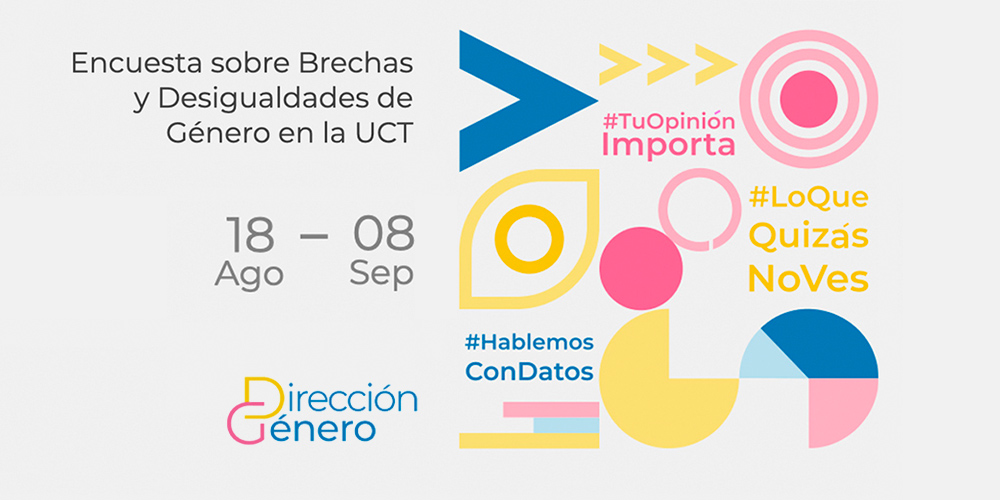 Encuesta sobre Brechas
y Desigualdades de
Género en la UCT
18 – 08
Ago Sep
Dirección
Género
#TuOpinión
Importa
#LoQue
Quizás
NoVes
#Hablemos
ConDatos